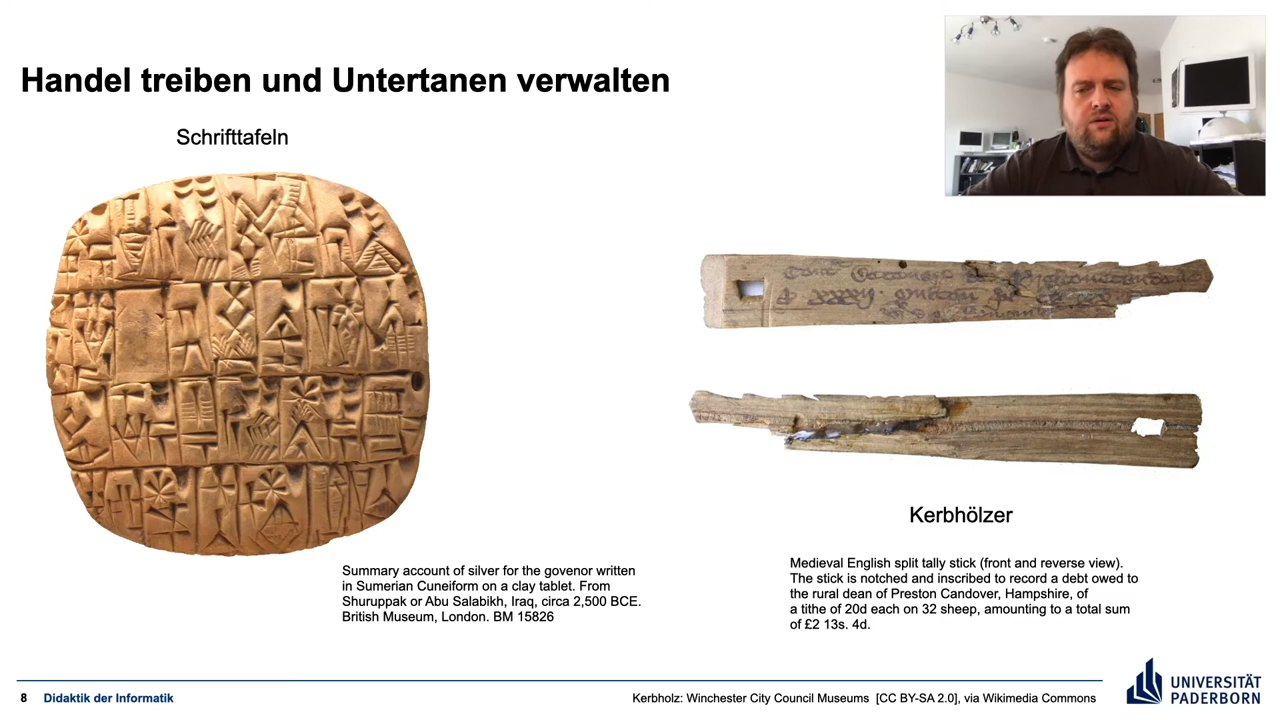 Handel treiben und Untertanen verwalten
Schrifttafeln
Summary account of silver for the govenor written
in Sumerian Cuneiform on a clay tablet. From
Shuruppak or Abu Salabikh, Iraq, circa 2,500 BCE.
British Museum, London. BM 15826
Kerbhölzer
Medieval English split tally stick (front and reverse view).
The stick is notched and inscribed to record a debt owed to
the rural dean of Preston Candover, Hampshire, of
a tithe of 20d each on 32 sheep, amounting to a total sum
of £2 13s. 4d.
8 Didaktik der Informatik
Kerbholz: Winchester City Council Museums [CC BY-SA 2.0], via Wikimedia Commons
UNIVERSITÄT
PADERBORN